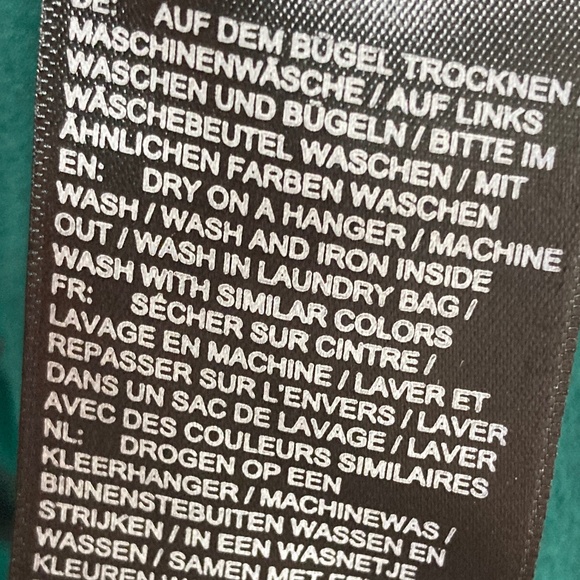 DE: AUF DEM BÜGEL TROCKNEN /
MASCHINENWÄSCHE / AUF LINKS
WASCHEN UND BÜGELN / BITTE IM
WÄSCHEBEUTEL WASCHEN / MIT
ÄHNLICHEN FARBEN WASCHEN
EN: DRY ON A HANGER / MACHINE
WASH / WASH AND IRON INSIDE
OUT / WASH IN LAUNDRY BAG /
WASH WITH SIMILAR COLORS
FR: SÉCHER SUR CINTRE /
LAVAGE EN MACHINE / LAVER ET
REPASSER SUR L'ENVERS / LAVER
DANS UN SAC DE LAVAGE / LAVER
AVEC DES COULEURS SIMILAIRES
NL: DROGEN OP EEN
KLEERHANGER / MACHINEWAS /
BINNENSTEBUITEN WASSEN EN
STRIJKEN / IN EEN WASNETJE
WASSEN / SAMEN MET
KLEUREN